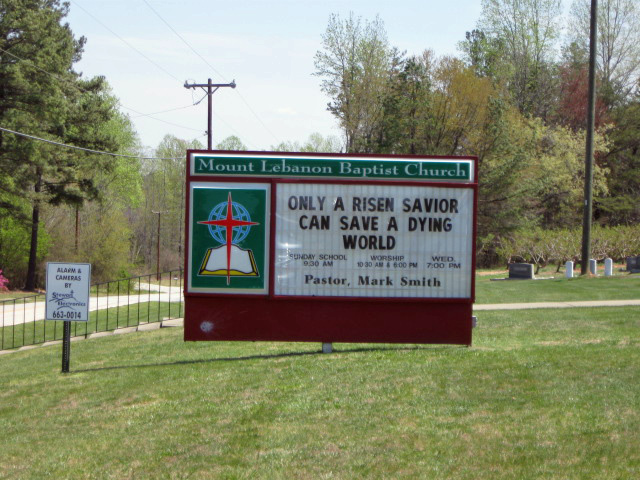 Mount Lebanon Baptist Church
ONLY A RISEN SAVIOR
CAN SAVE A DYING
WORLD
SUNDAY SCHOOL WORSHIP WED.
9:30 AM 10:30 AM & 6:00 PM 7:00 PM
Pastor, Mark Smith
ALARM &
CAMERAS
BY
Electronics
663-0014